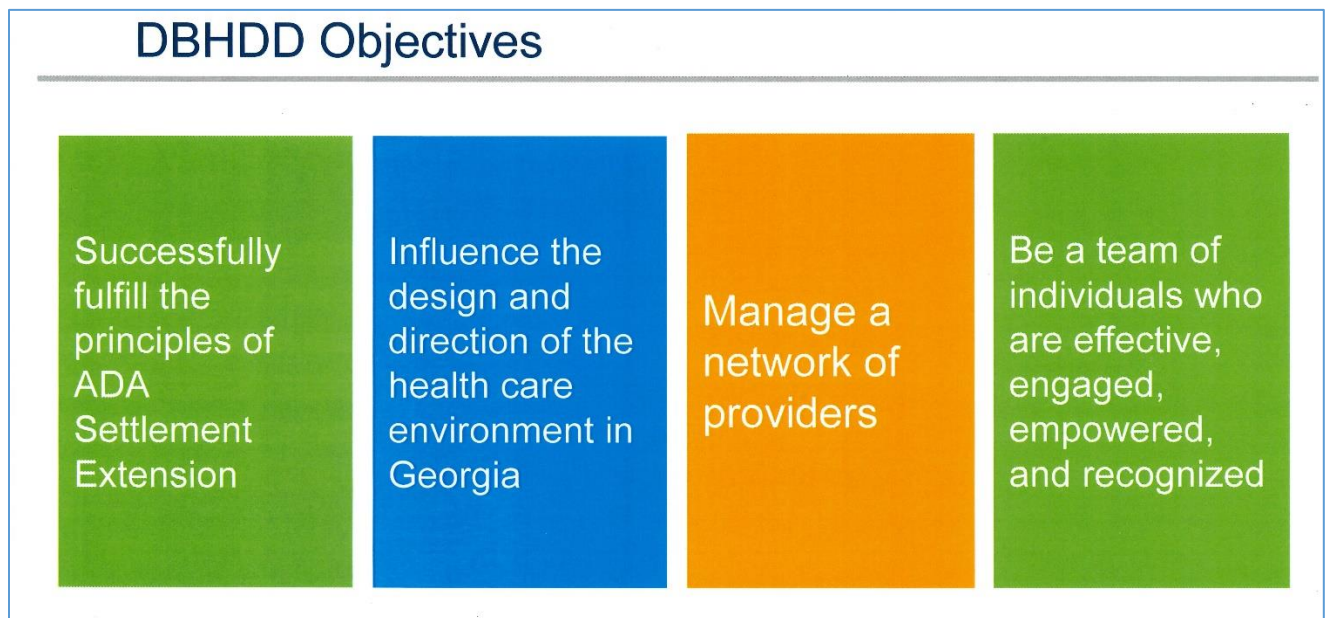 DBHDD Objectives
Successfully
fulfill the
principles of
ADA
Settlement
Extension
Influence the
design and
direction of the
health care
environment in
Georgia
Manage a
network of
providers
Be a team of
individuals who
are effective,
engaged,
empowered,
and recognized